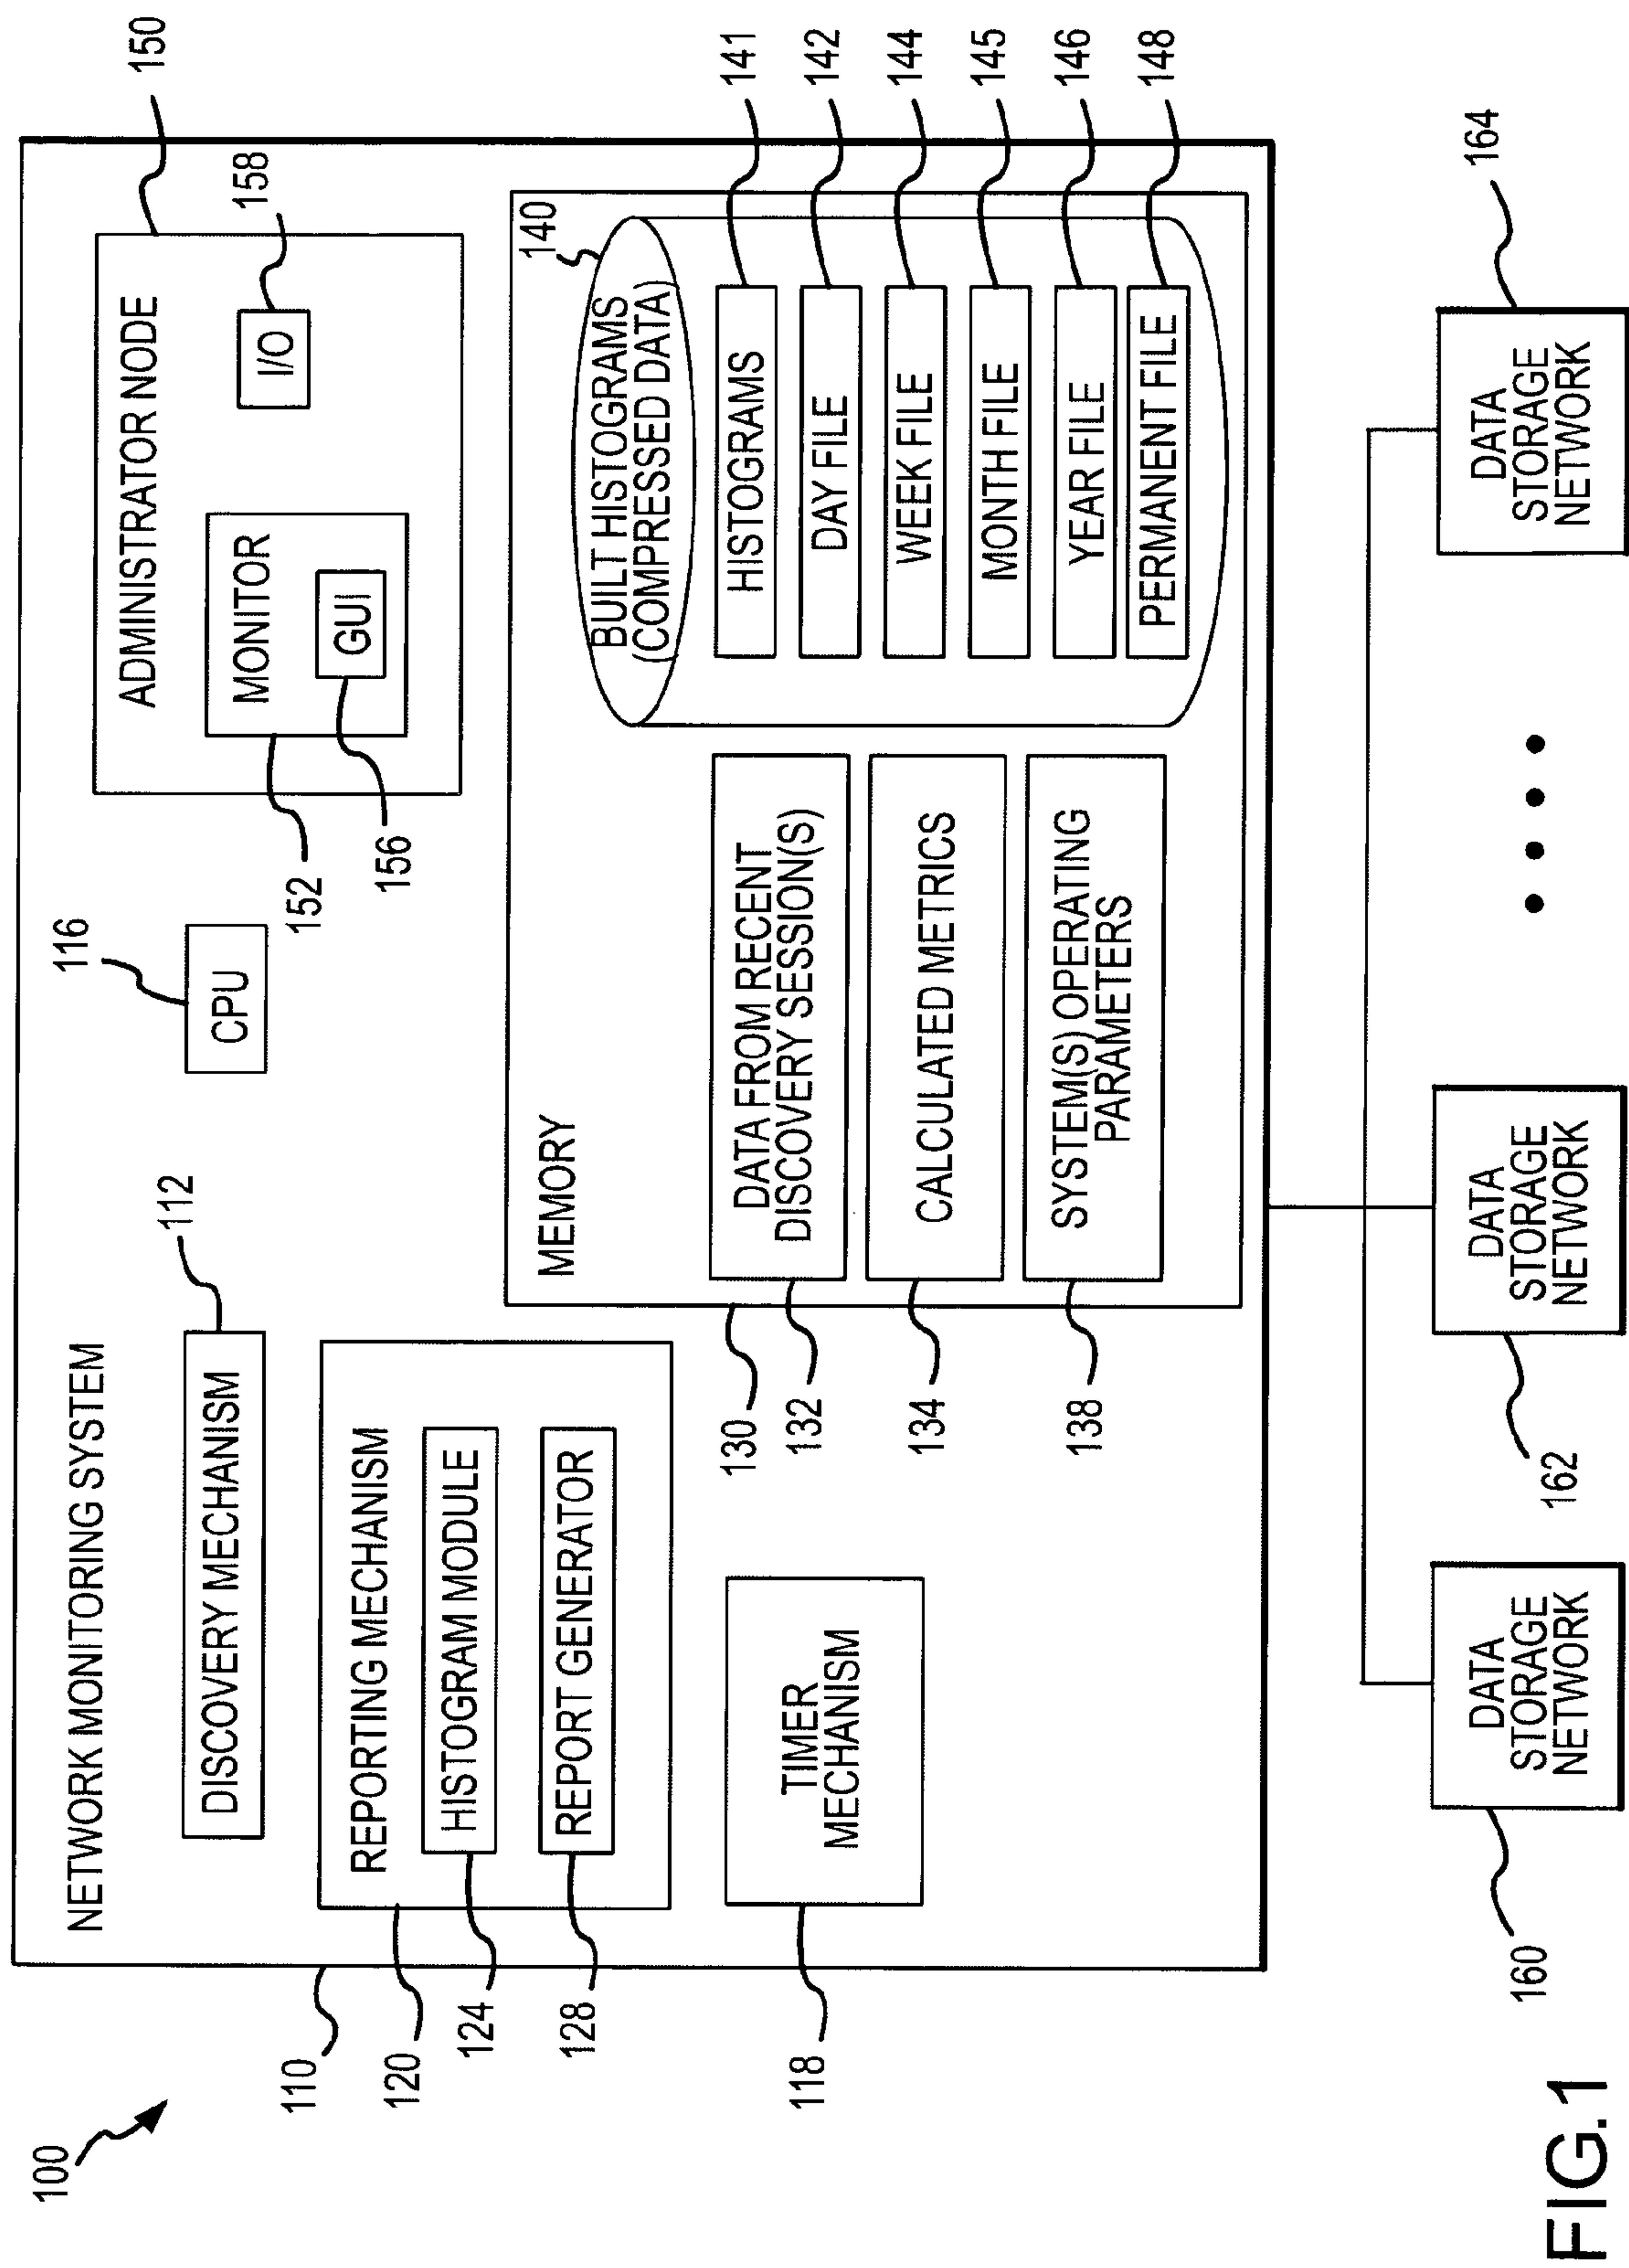 100
110
NETWORK MONITORING SYSTEM
DISCOVERY MECHANISM
112
116
CPU
ADMINISTRATOR NODE
150
MONITOR
GUI
152
156
I/O
158
120
REPORTING MECHANISM
HISTOGRAM MODULE
124
REPORT GENERATOR
128
TIMER
MECHANISM
118
MEMORY
130
DATA FROM RECENT
DISCOVERY SESSION(S)
132
CALCULATED METRICS
134
SYSTEM(S) OPERATING
PARAMETERS
138
140
BUILT HISTOGRAMS
(COMPRESSED DATA)
HISTOGRAMS
141
DAY FILE
142
WEEK FILE
144
MONTH FILE
145
YEAR FILE
146
PERMANENT FILE
148
DATA
STORAGE
NETWORK
160
DATA
STORAGE
NETWORK
162
DATA
STORAGE
NETWORK
164
FIG.1